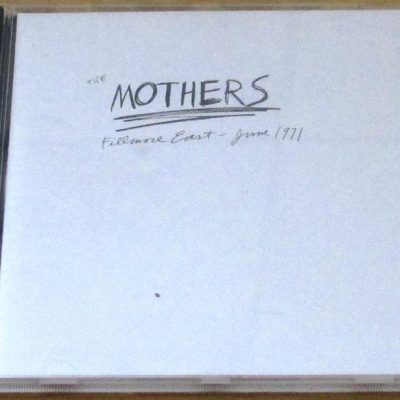 THE
MOTHERS
Fillmore East - June 1971